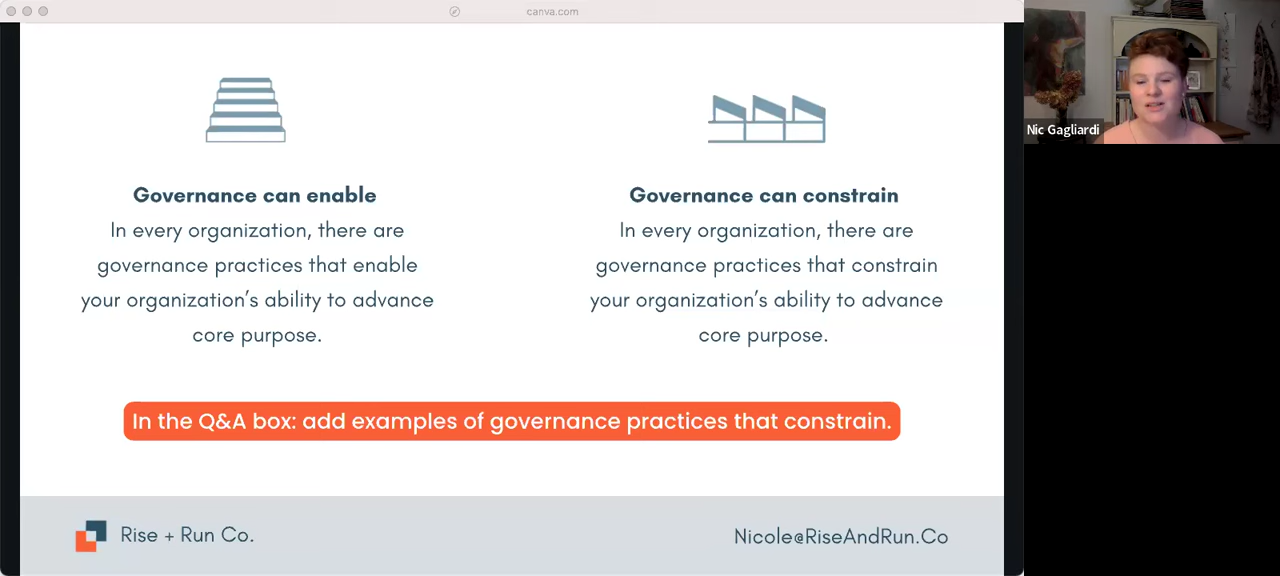 canva.com
Governance can enable
In every organization, there are
governance practices that enable
your organization's ability to advance
core purpose.
Governance can constrain
In every organization, there are
governance practices that constrain
your organization's ability to advance
core purpose.
In the Q&A box: add examples of governance practices that constrain.
Rise + Run Co.
Nicole@RiseAndRun.Co
Nic Gagliardi